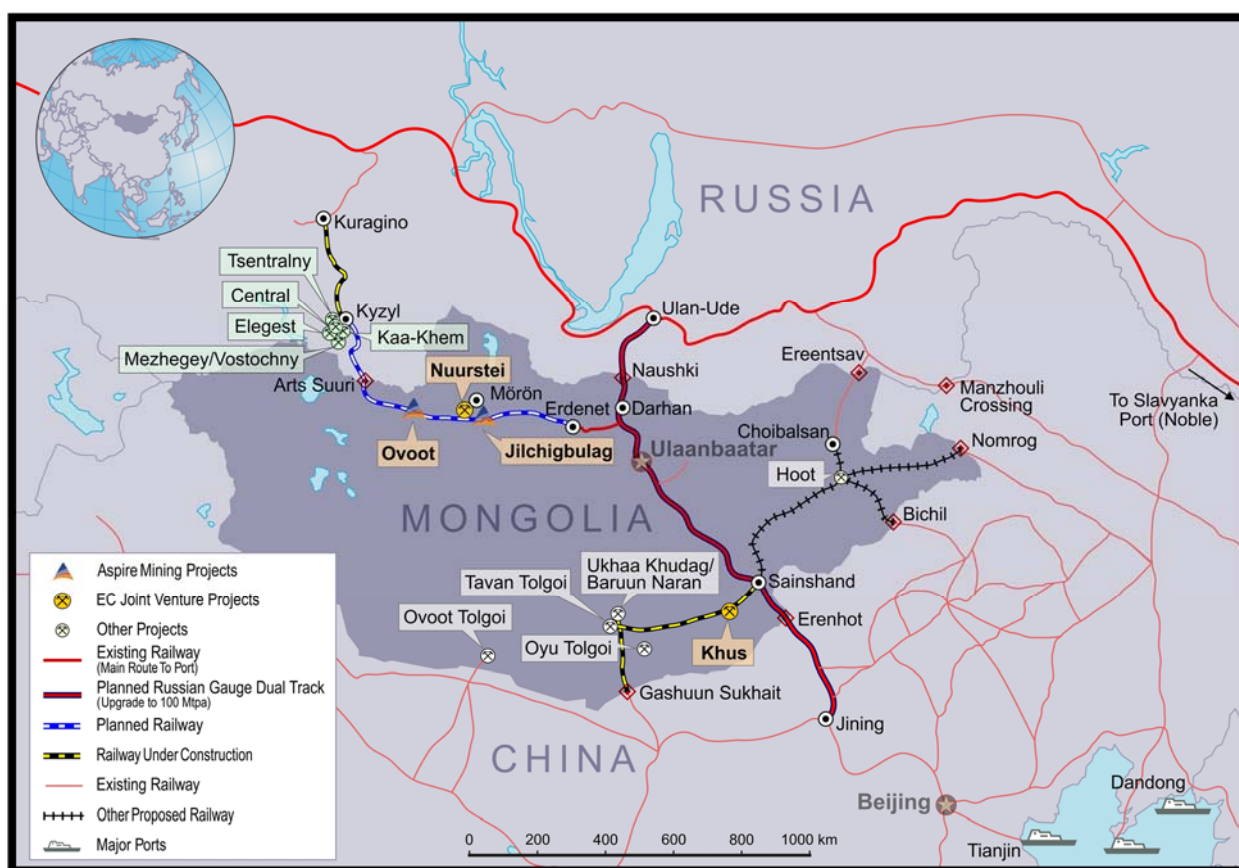 RUSSIA
Kuragino
Tsentralny
Central
Kyzyl
Ulan-Ude
Elegest
Kaa-Khem
Mezhegey/Vostochny
Ereentsav
Nuurstei
Naushki
Arts Suuri
Manzhouli
Crossing
Mörön
To Slavyanka
Port (Noble)
Erdenet
Darhan
Choibalsan
Nomrog
Ovoot
Jilchigbulag
Ulaanbaatar
Hoot
MONGOLIA
Bichil
Ukhaa Khudag/
Baruun Naran
Sainshand
Tavan Tolgoi
Ovoot Tolgoi
Erenhot
Oyu Tolgoi
Khus
Gashuun Sukhait
Jining
CHINA
Beijing
Dandong
Tianjin
Aspire Mining Projects
EC Joint Venture Projects
Other Projects
Existing Railway
(Main Route To Port)
Planned Russian Gauge Dual Track
(Upgrade to 100 Mtpa)
Planned Railway
Railway Under Construction
Existing Railway
Other Proposed Railway
Major Ports
0 200 400 600 800 1000 km